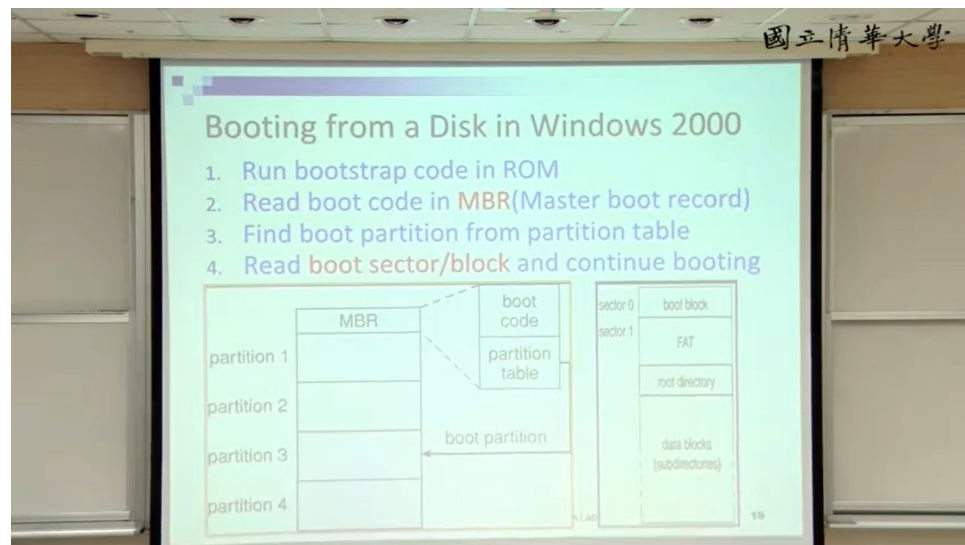 國立清華大學
Booting from a Disk in Windows 2000
1. Run bootstrap code in ROM
2. Read boot code in MBR(Master boot record)
3. Find boot partition from partition table
4. Read boot sector/block and continue booting
MBR
partition 1
partition 2
partition 3
partition 4
boot
code
partition
table
boot partition
sector 0
boot block
sector 1
FAT
root directory
data blocks
(subdirectories)
Lab
19